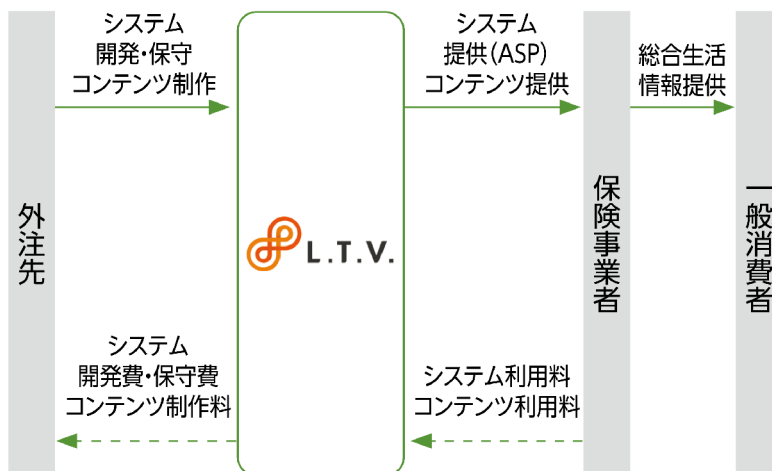 システム
開発・保守
コンテンツ制作
システム
提供(ASP)
コンテンツ提供
総合生活
情報提供
外注先
L.T.V.
保険事業者
一般消費者
システム
開発費・保守費
コンテンツ制作料
システム利用料
コンテンツ利用料